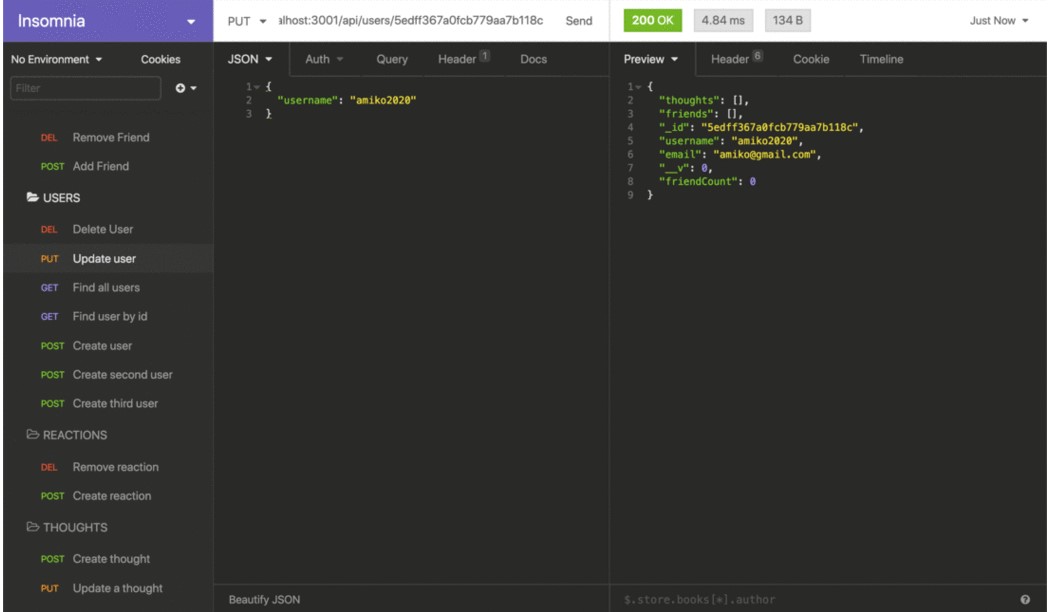 Insomnia
PUT alhost:3001/api/users/5edff367a0fcb779aa7b118c Send
200 OK 4.84 ms 134 B Just Now
No Environment Cookies
JSON Auth Query Header 1 Docs
Preview Header 6 Cookie Timeline
Filter
DEL Remove Friend
POST Add Friend
USERS
DEL Delete User
PUT Update user
GET Find all users
GET Find user by id
POST Create user
POST Create second user
POST Create third user
REACTIONS
DEL Remove reaction
POST Create reaction
THOUGHTS
POST Create thought
PUT Update a thought
1 {
2 "username": "amiko2020"
3 }
Beautify JSON
1 {
2 "thoughts": [],
3 "friends": [],
4 "_id": "5edff367a0fcb779aa7b118c",
5 "username": "amiko2020",
6 "email": "amiko@gmail.com",
7 "__v": 0,
8 "friendCount": 0
9 }
$.store.books[*].author